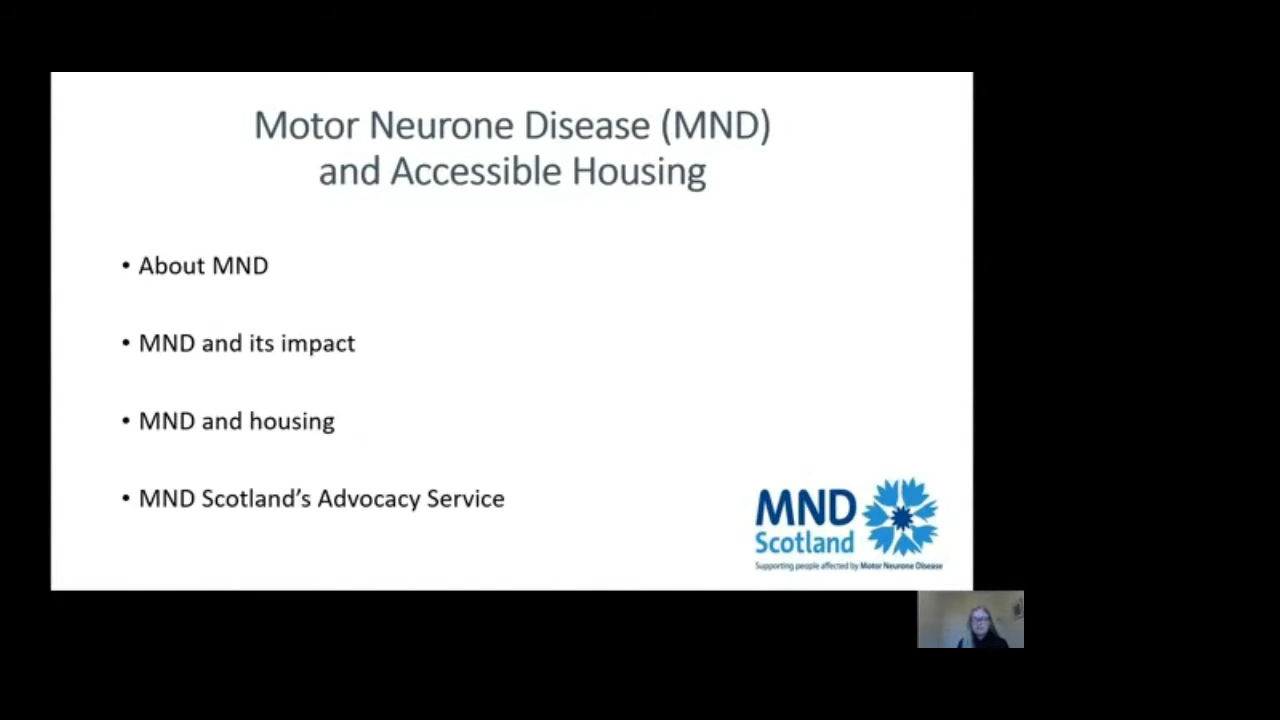 Motor Neurone Disease (MND)
and Accessible Housing
• About MND
• MND and its impact
• MND and housing
• MND Scotland’s Advocacy Service
MND
Scotland
Supporting people affected by Motor Neurone Disease